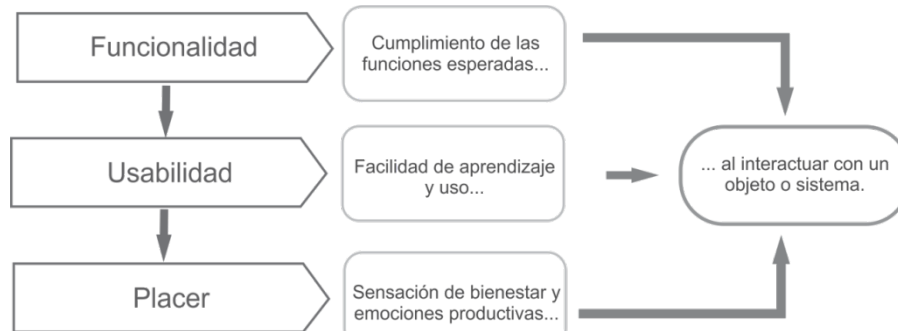 Funcionalidad
Cumplimiento de las
funciones esperadas...
Usabilidad
Facilidad de aprendizaje
y uso...
... al interactuar con un
objeto o sistema.
Placer
Sensación de bienestar y
emociones productivas...